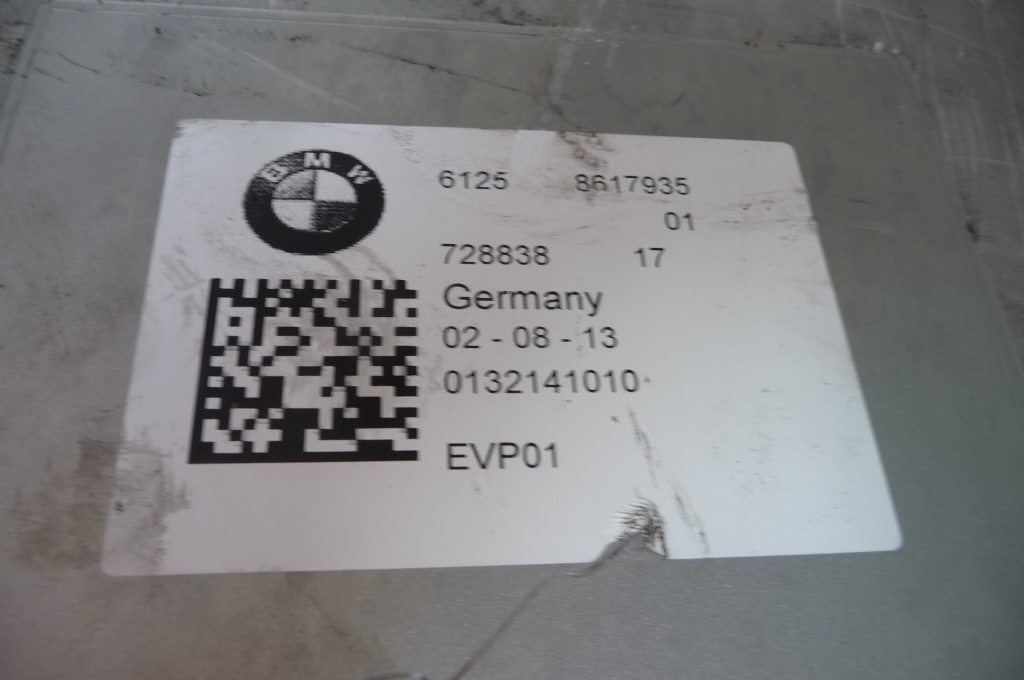 BMW
6125 8617935
01
728838 17
Germany
02 - 08 - 13
0132141010
EVP01